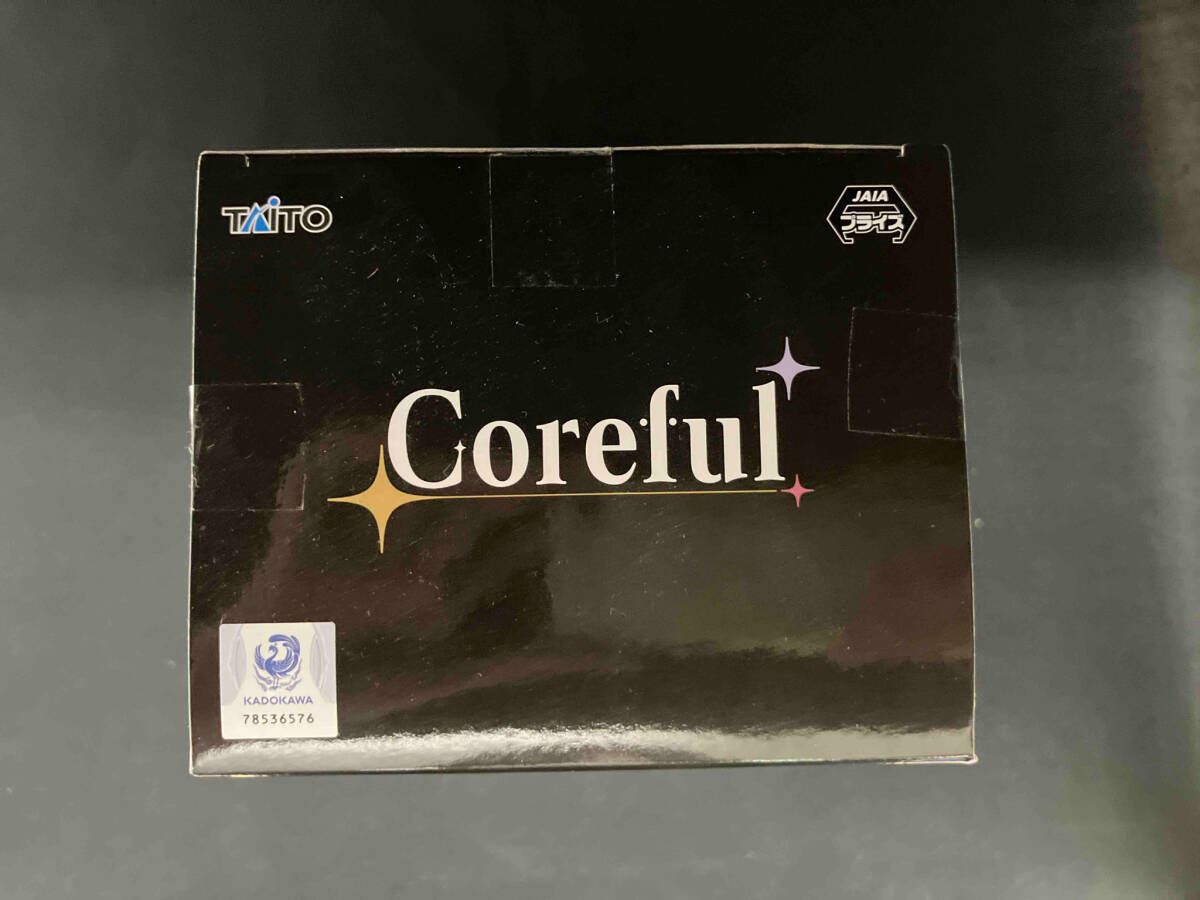 TAITO
JAIA
プライズ
Coreful
KADOKAWA
78536576